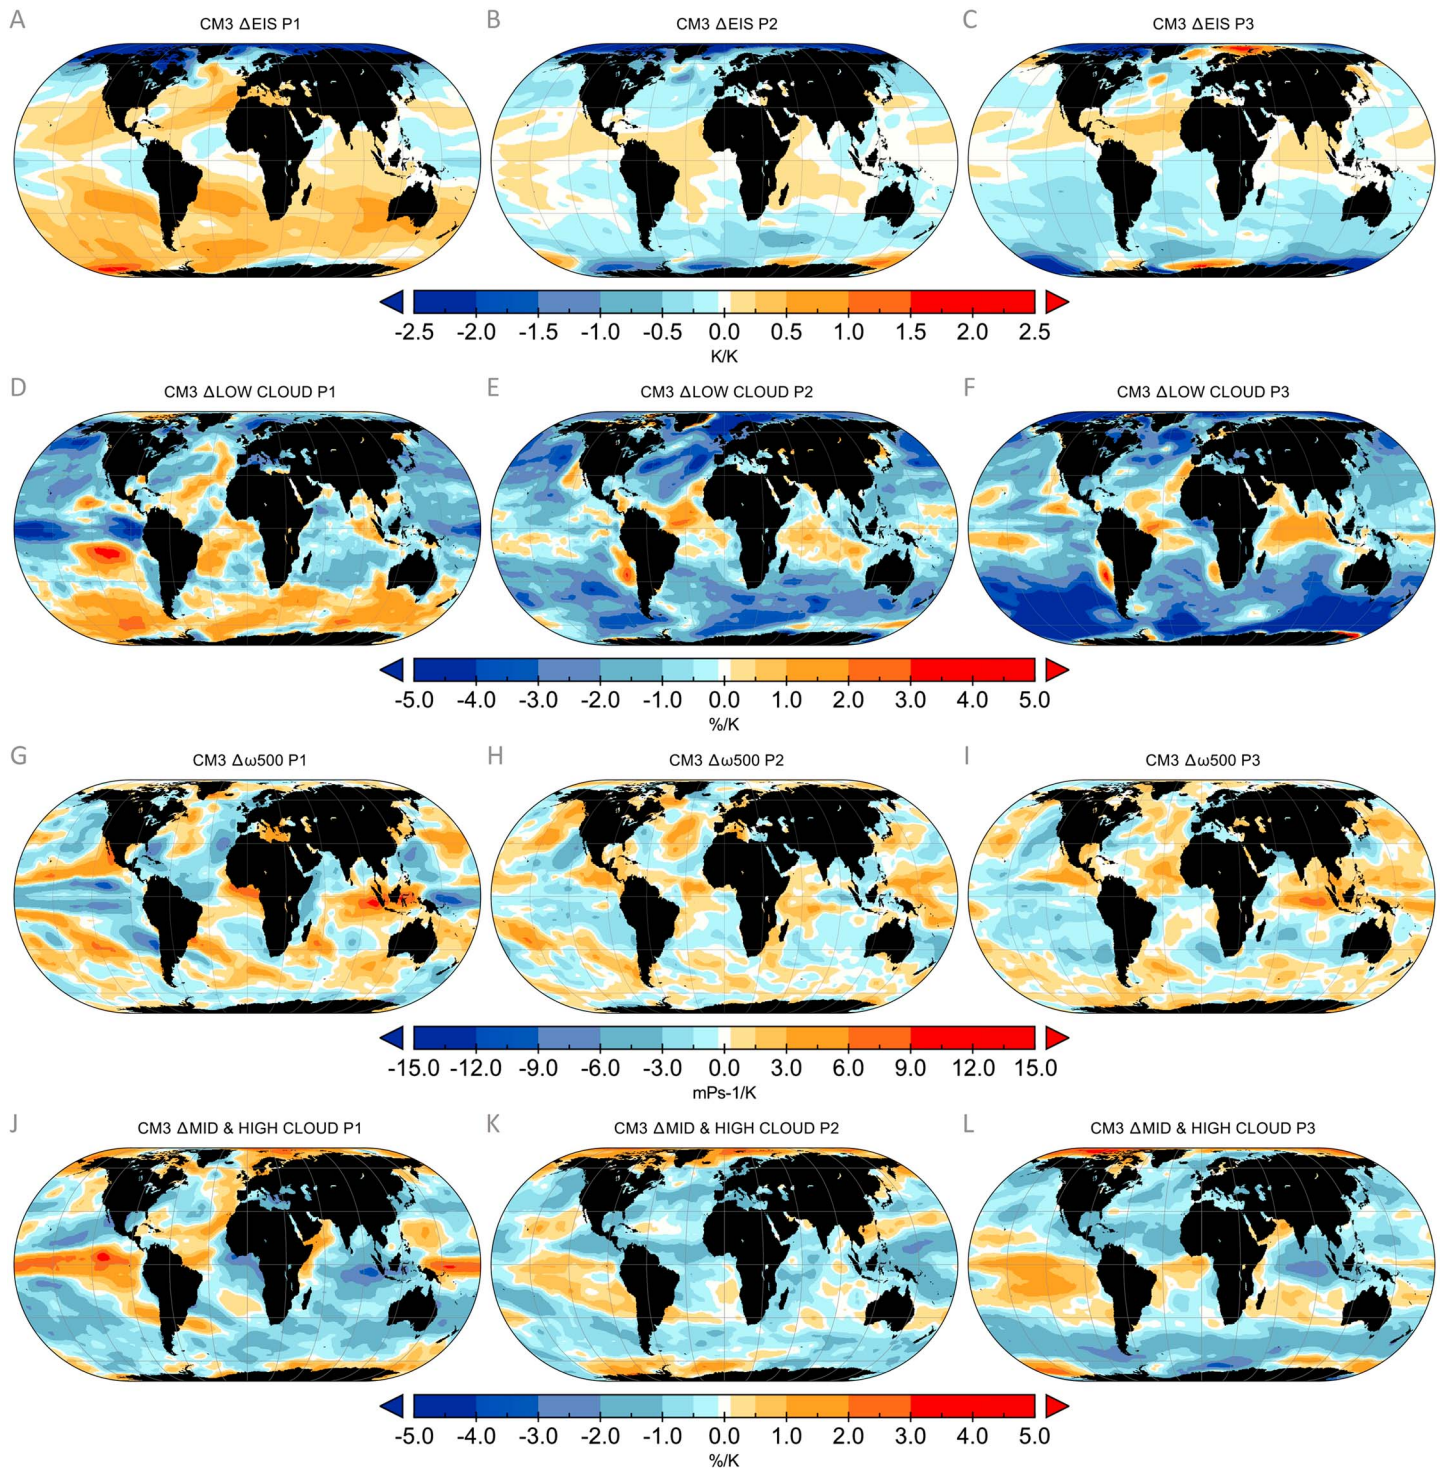 A B C
CM3 ΔEIS P1 CM3 ΔEIS P2 CM3 ΔEIS P3
-2.5 -2.0 -1.5 -1.0 -0.5 0.0 0.5 1.0 1.5 2.0 2.5
K/K
D E F
CM3 ΔLOW CLOUD P1 CM3 ΔLOW CLOUD P2 CM3 ΔLOW CLOUD P3
-5.0 -4.0 -3.0 -2.0 -1.0 0.0 1.0 2.0 3.0 4.0 5.0
%/K
G H I
CM3 Δω500 P1 CM3 Δω500 P2 CM3 Δω500 P3
-15.0 -12.0 -9.0 -6.0 -3.0 0.0 3.0 6.0 9.0 12.0 15.0
mPs-1/K
J K L
CM3 ΔMID & HIGH CLOUD P1 CM3 ΔMID & HIGH CLOUD P2 CM3 ΔMID & HIGH CLOUD P3
-5.0 -4.0 -3.0 -2.0 -1.0 0.0 1.0 2.0 3.0 4.0 5.0
%/K